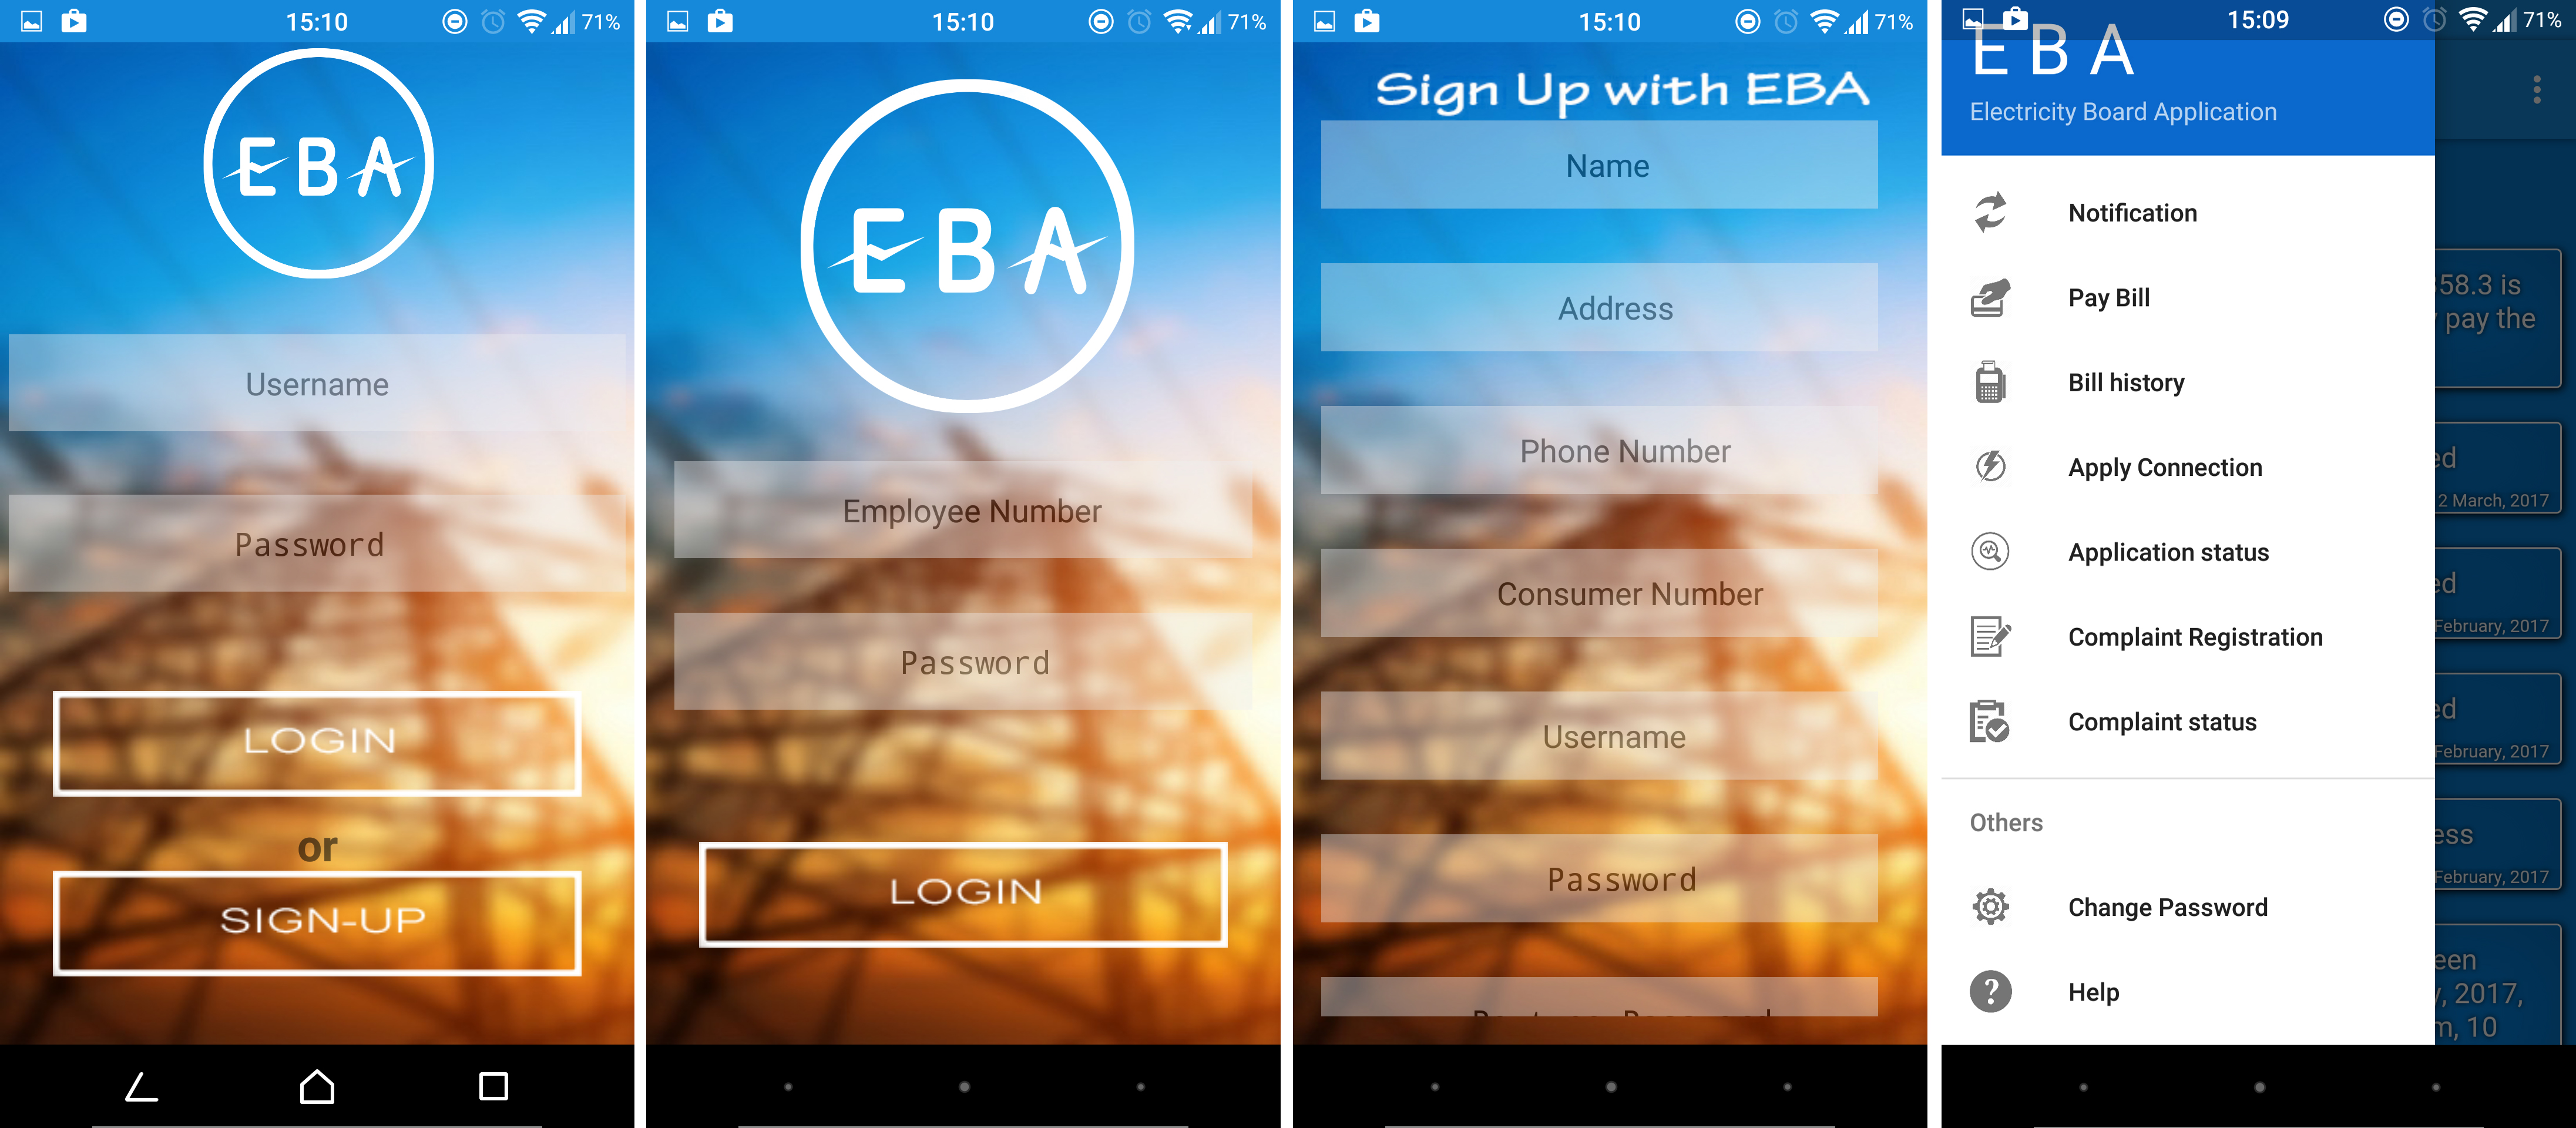 15:10
71%
EBA
Username
Password
LOGIN
or
SIGN-UP
15:10
71%
EBA
Employee Number
Password
LOGIN
15:10
71%
Sign Up with EBA
Name
Address
Phone Number
Consumer Number
Username
Password
15:09
71%
E B A
Electricity Board Application
Notification
Pay Bill
Bill history
Apply Connection
Application status
Complaint Registration
Complaint status
Others
Change Password
Help
58.3 is
pay the
ed
2 March, 2017
ed
February, 2017
ed
February, 2017
ess
February, 2017
een
, 2017,
m, 10